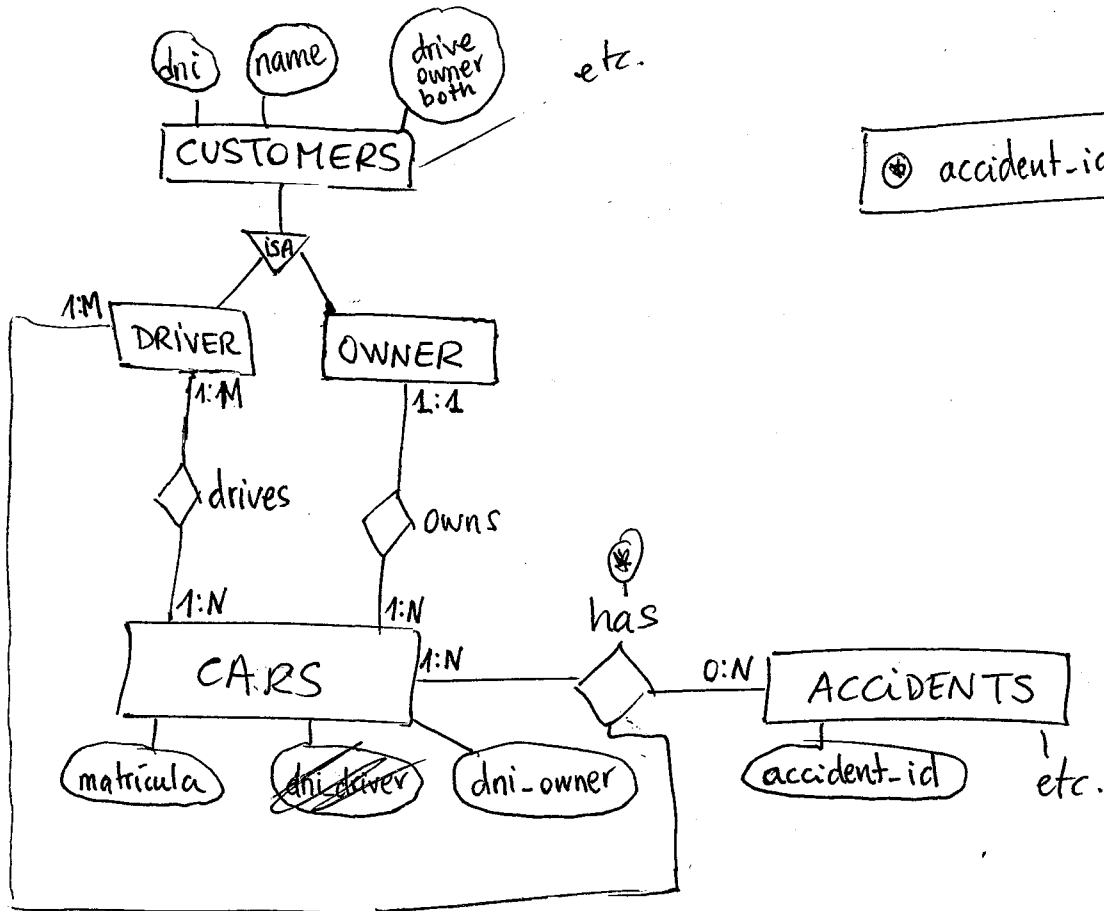 dni
name
drive
owner
both
etc.
CUSTOMERS
⊛ accident_id
iSA
1:M
DRIVER
OWNER
1:M
1:1
drives
owns
1:N
1:N
⊛
has
CARS
1:N
0:N
ACCiDENTS
matrícula
dni_driver
dni_owner
accident_id
etc.